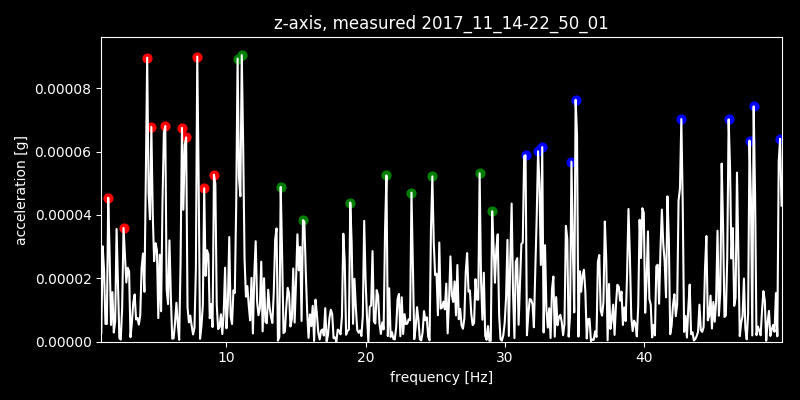 z-axis, measured 2017_11_14-22_50_01
acceleration [g]
0.00008
0.00006
0.00004
0.00002
0.00000
10 20 30 40
frequency [Hz]